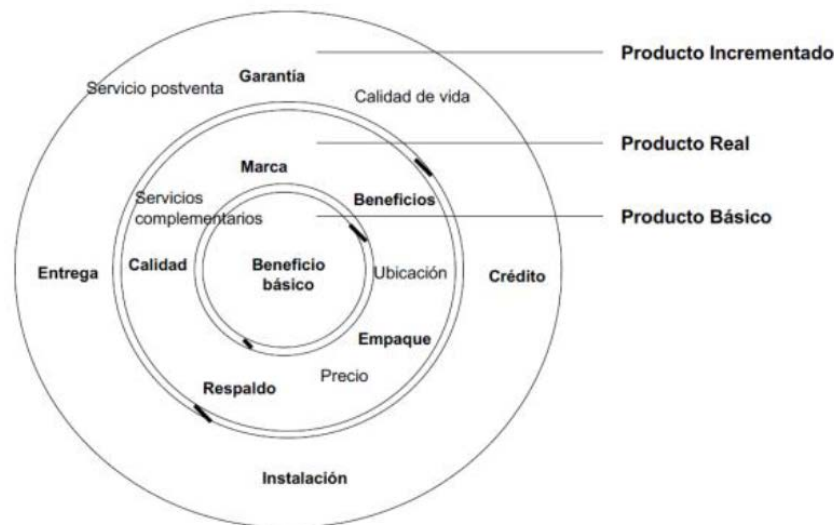 Producto Incrementado
Garantía
Servicio postventa
Calidad de vida
Producto Real
Marca
Servicios
complementarios
Beneficios
Producto Básico
Entrega
Calidad
Beneficio
básico
Ubicación
Crédito
Empaque
Precio
Respaldo
Instalación